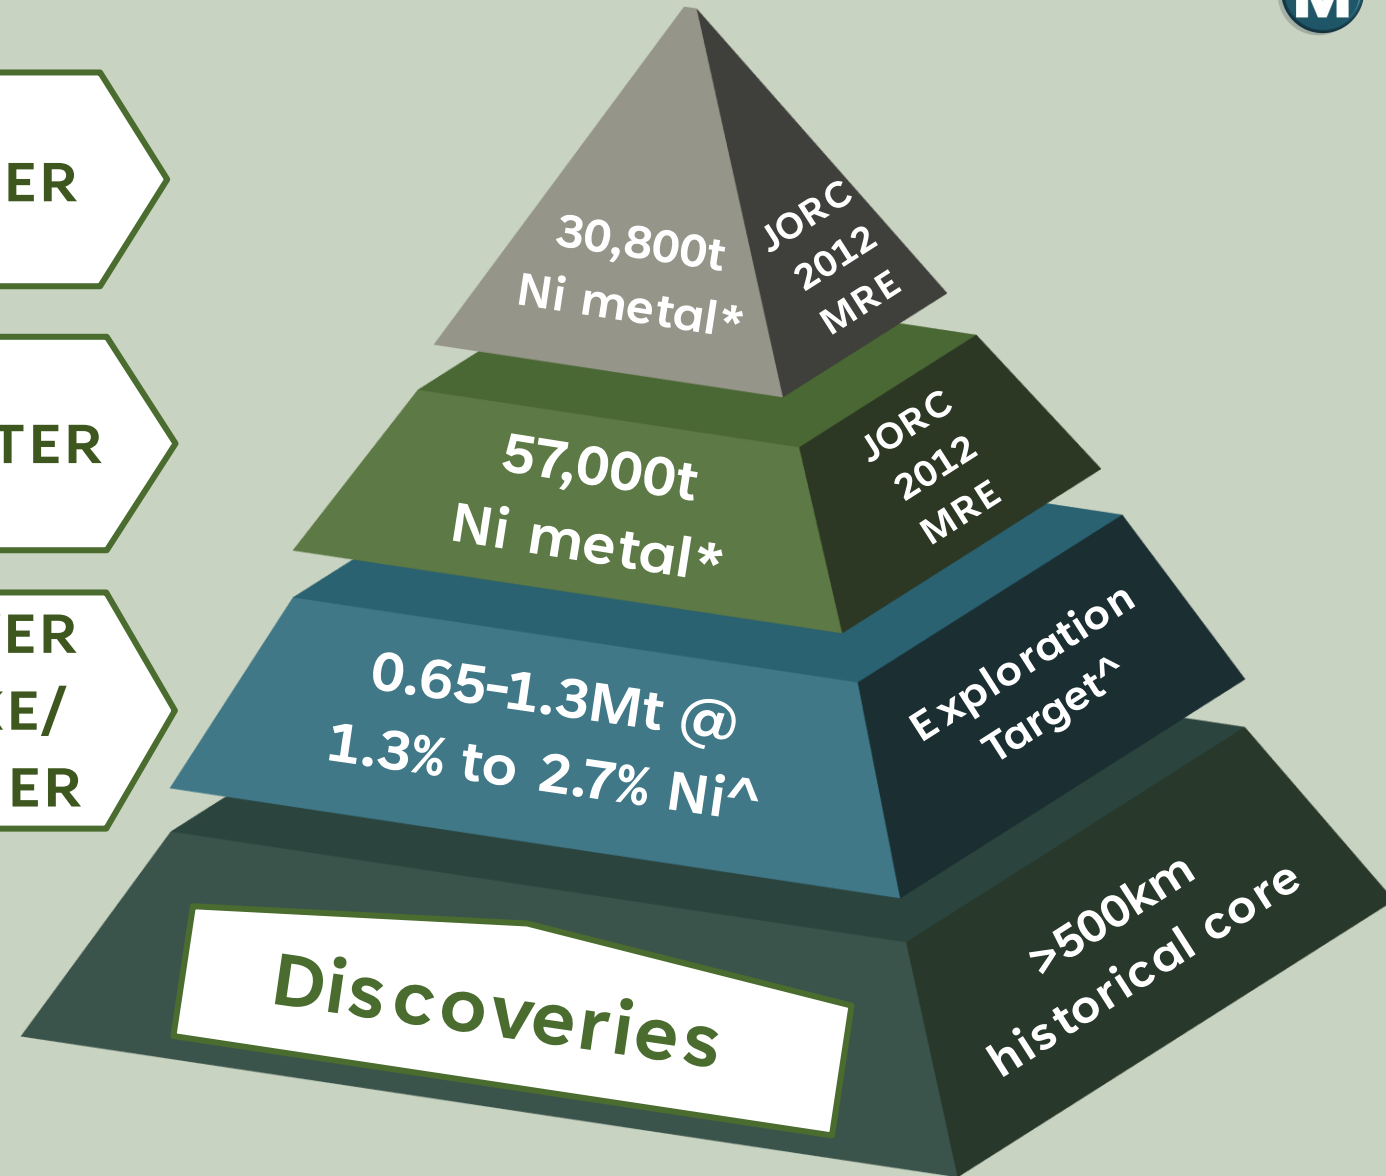 M
ER
30,800t
Ni metal*
JORC
2012
MRE
TER
57,000t
Ni metal*
JORC
2012
MRE
ER
E/
ER
0.65-1.3Mt @
1.3% to 2.7% Ni^
Exploration
Target^
Discoveries
>500km
historical core